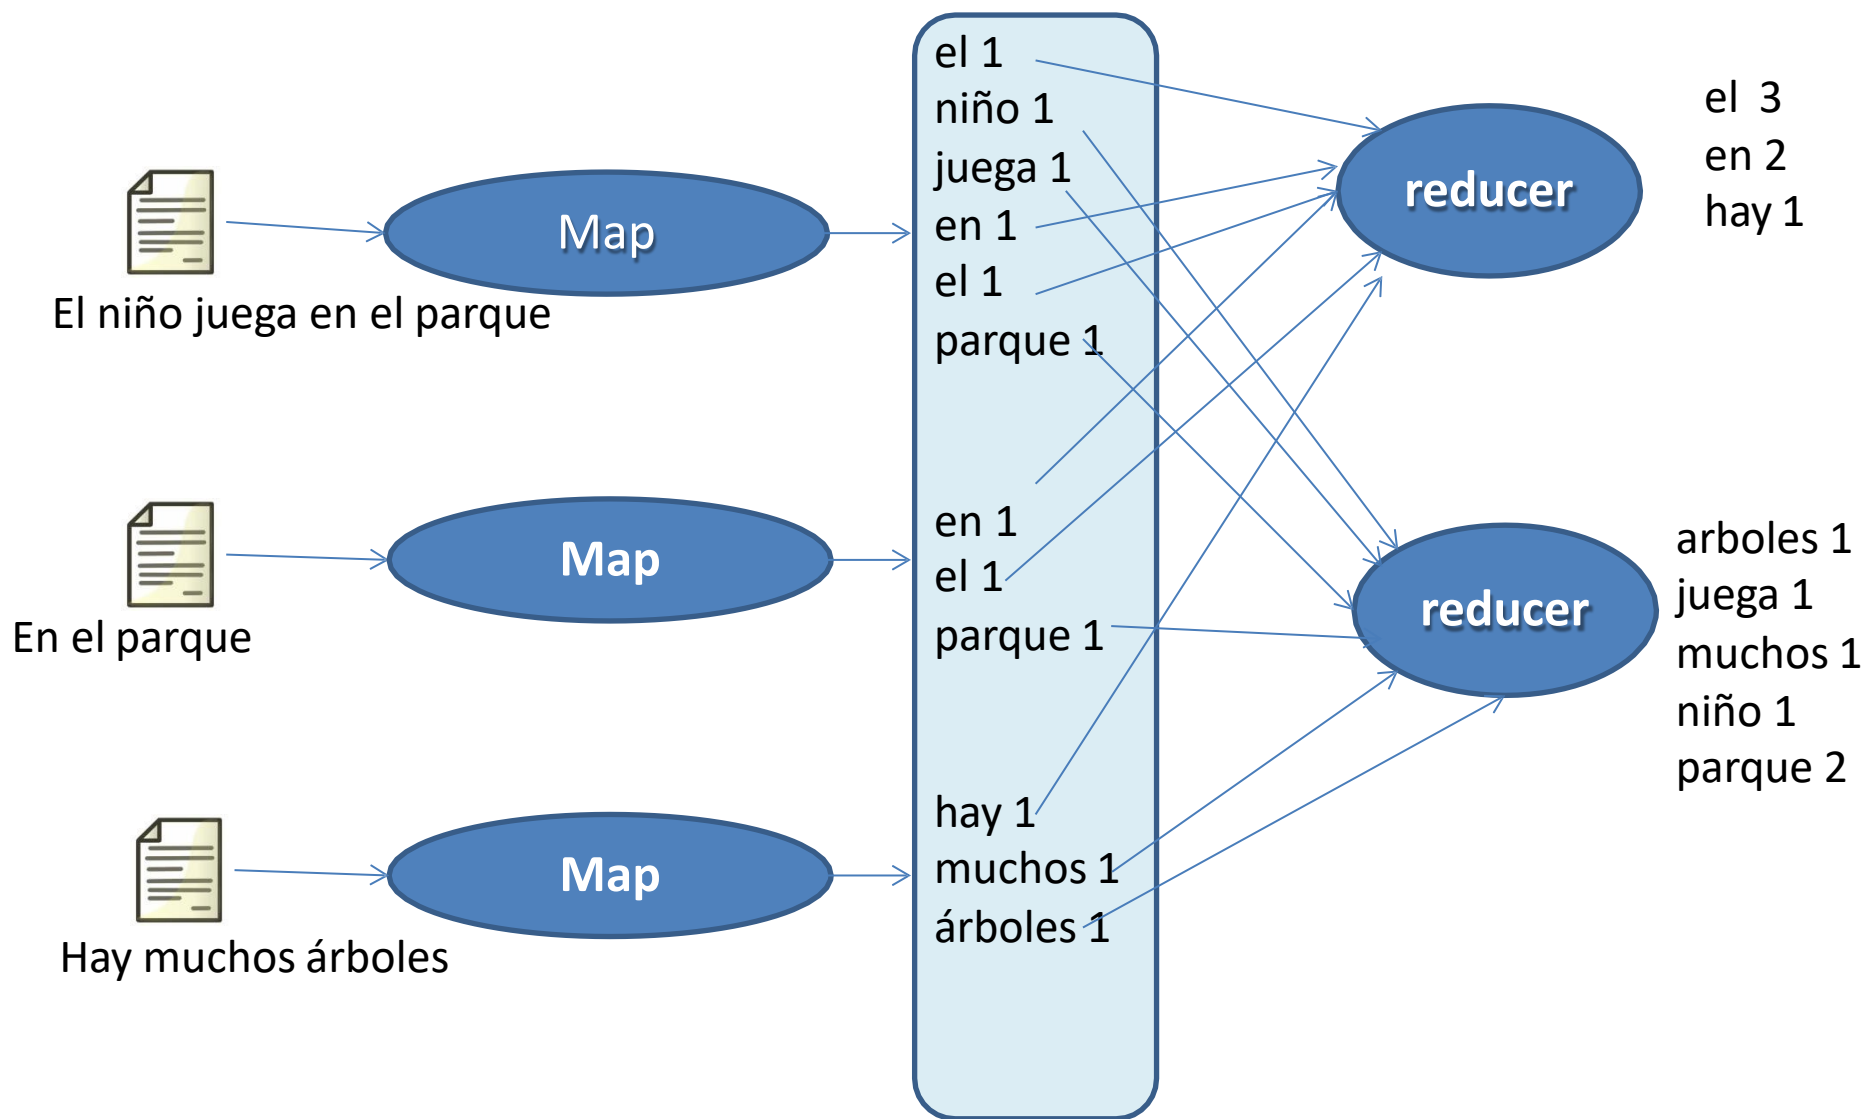 El niño juega en el parque
Map
En el parque
Map
Hay muchos árboles
Map
el 1
niño 1
juega 1
en 1
el 1
parque 1
en 1
el 1
parque 1
hay 1
muchos 1
árboles 1
reducer
el 3
en 2
hay 1
reducer
arboles 1
juega 1
muchos 1
niño 1
parque 2